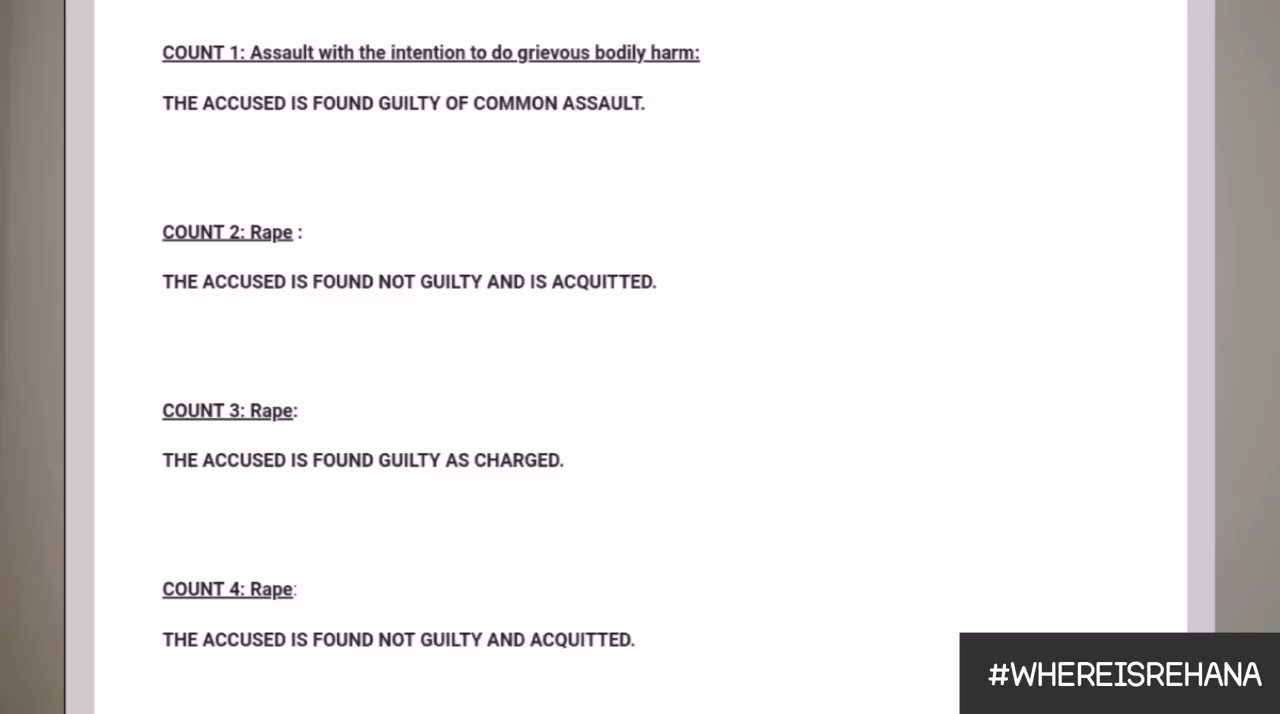 COUNT 1: Assault with the intention to do grievous bodily harm:
THE ACCUSED IS FOUND GUILTY OF COMMON ASSAULT.
COUNT 2: Rape :
THE ACCUSED IS FOUND NOT GUILTY AND IS ACQUITTED.
COUNT 3: Rape:
THE ACCUSED IS FOUND GUILTY AS CHARGED.
COUNT 4: Rape:
THE ACCUSED IS FOUND NOT GUILTY AND ACQUITTED.
#WHEREISREHANA